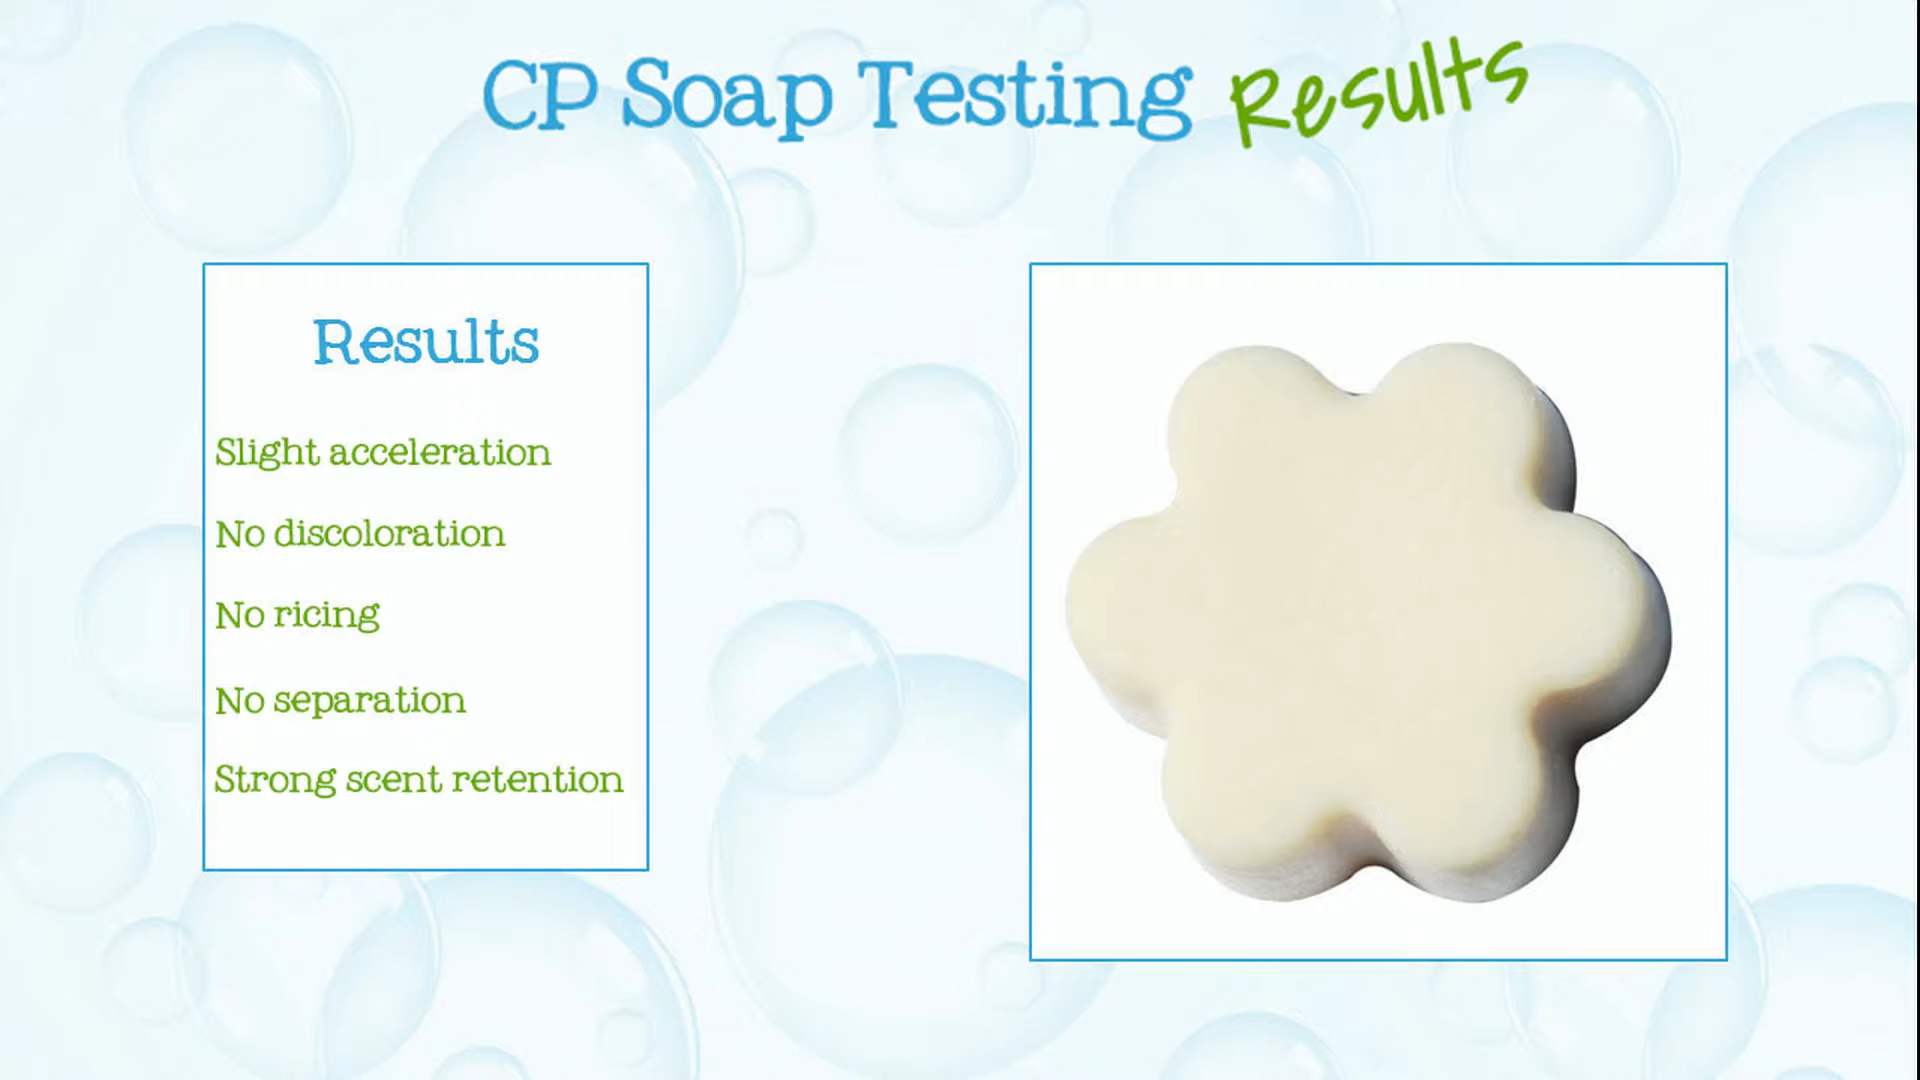 CP Soap Testing Results
Results
Slight acceleration
No discoloration
No ricing
No separation
Strong scent retention